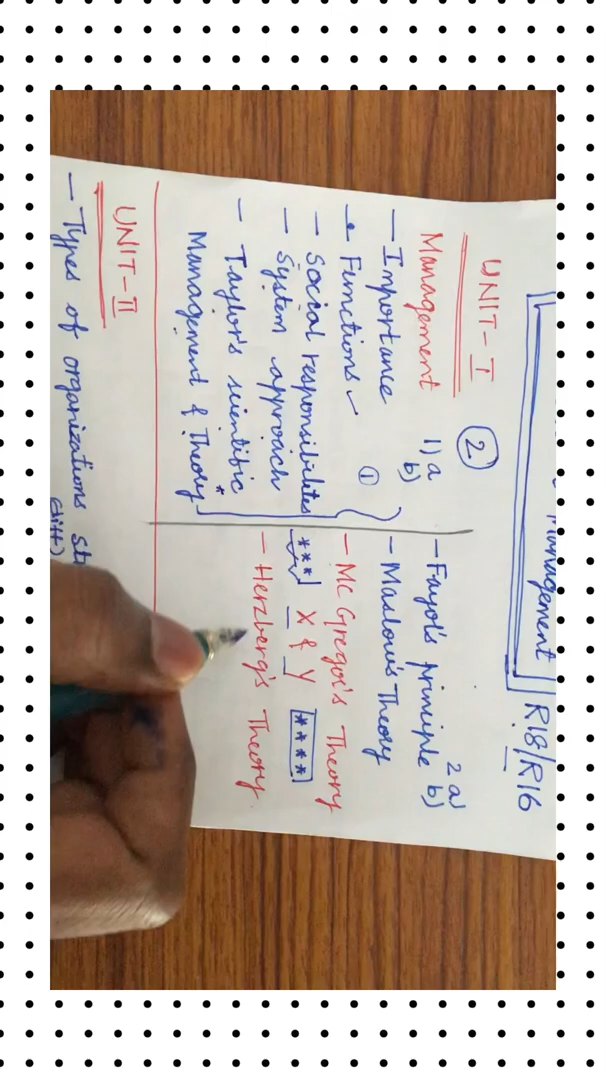 Management
R18/R16
UNIT-I
②
Management
1) a
b)
- Importance
- Functions ✓
①
- Social responsibilites
- System approach
- Taylor's scientific
Management & Theory *
- Fayol's principle
2 a
b)
- Maslow's Theory
- MC Gregor's Theory
*** X & Y ****
- Herzberg's Theory.
UNIT-II
- Types of organizations